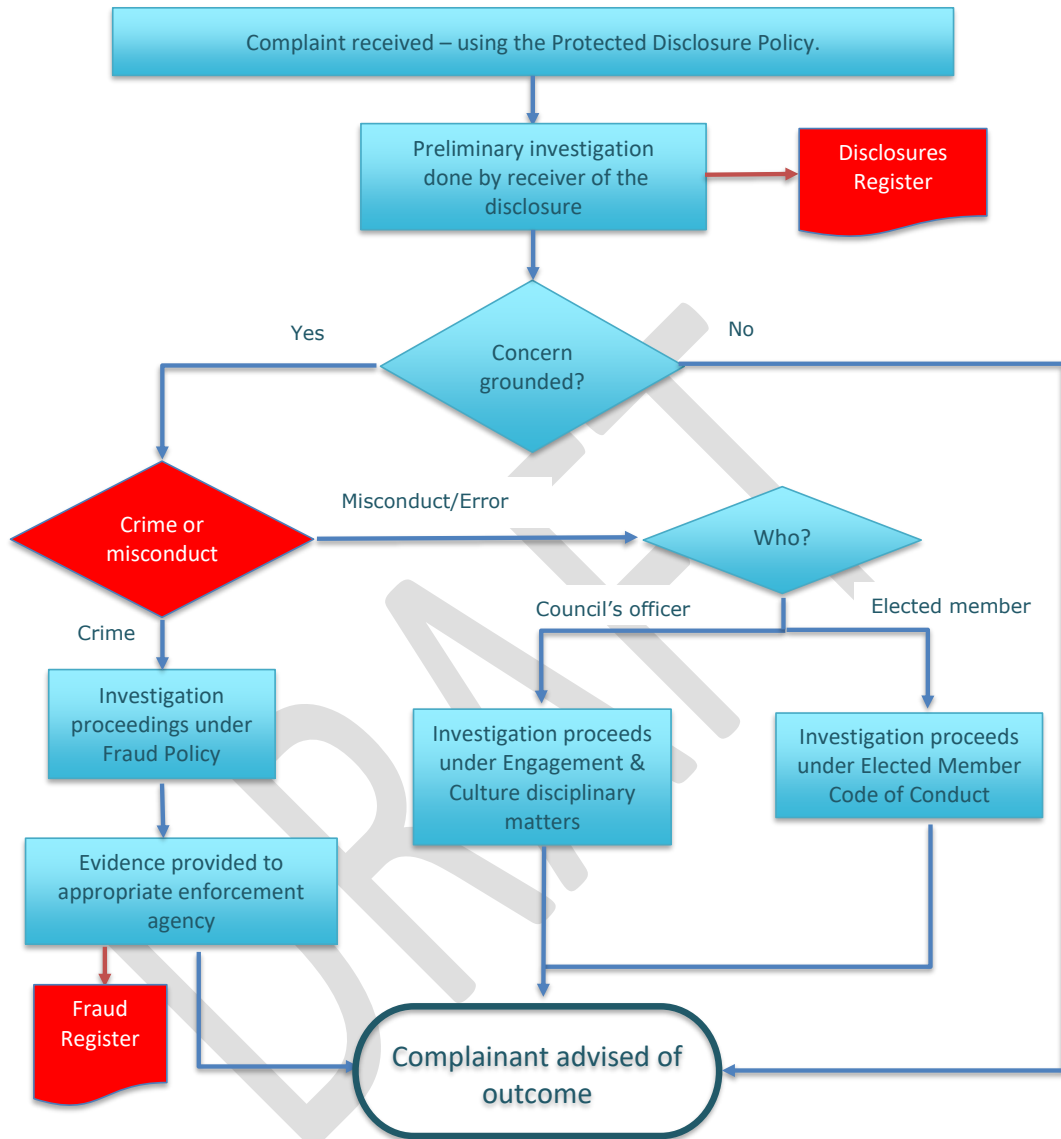 Complaint received – using the Protected Disclosure Policy.
Preliminary investigation
done by receiver of the
disclosure
Disclosures
Register
Yes
No
Concern
grounded?
Crime or
misconduct
Misconduct/Error
Who?
Council's officer
Elected member
Crime
Investigation
proceedings under
Fraud Policy
Investigation proceeds
under Engagement &
Culture disciplinary
matters
Investigation proceeds
under Elected Member
Code of Conduct
Evidence provided to
appropriate enforcement
agency
Fraud
Register
Complainant advised of
outcome
DRAFT